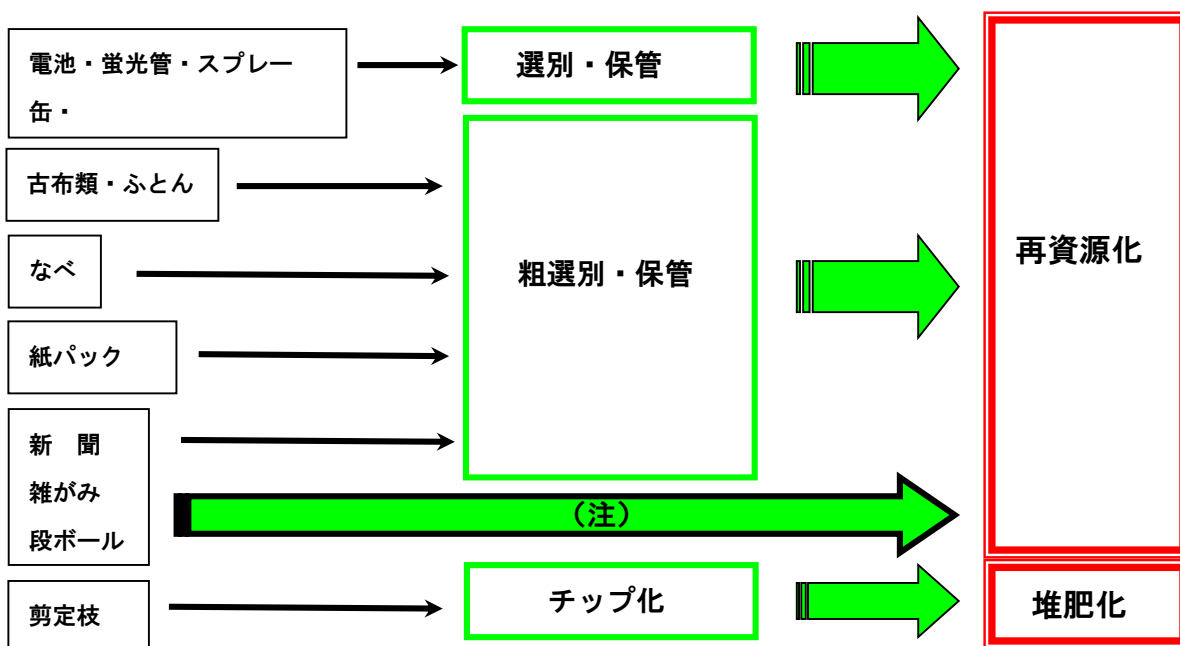 電池・蛍光管・スプレー
缶・
選別・保管
古布類・ふとん
なべ
粗選別・保管
再資源化
紙パック
新　聞
雑がみ
段ボール
（注）
剪定枝
チップ化
堆肥化